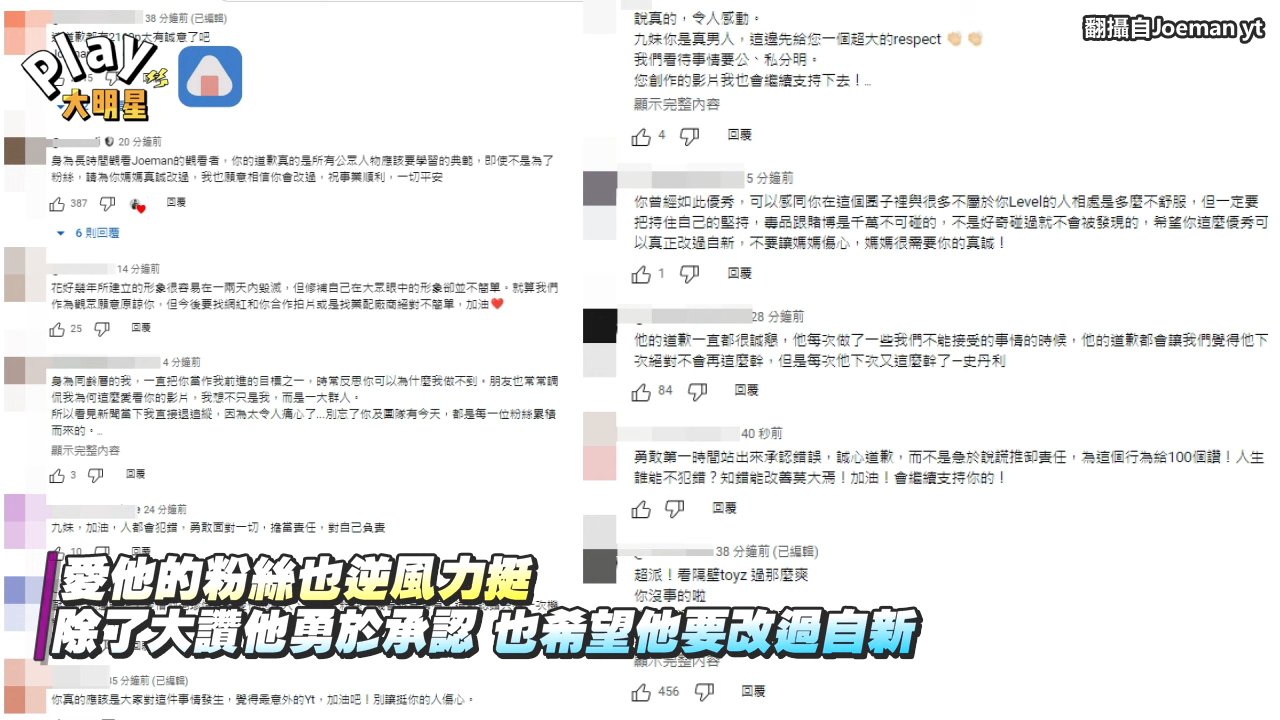 翻攝自Joeman yt
Play
大明星
38 分鐘前 (已編輯)
20 分鐘前
身為長時間觀看Joeman的觀看者，你的道歉真的是所有公眾人物應該要學習的典範，即使不是為了
粉絲，請為你媽媽真誠改過，我也願意相信你會改過，祝事業順利，一切平安
387
回覆
6 則回覆
14 分鐘前
花好幾年所建立的形象很容易在一兩天內毀滅，但修補自己在大眾眼中的形象卻並不簡單。就算我們
作為觀眾願意原諒你，但今後要找網紅和你合作拍片或是找業配廠商絕對不簡單，加油❤️
25
回覆
4 分鐘前
身為同齡層的我，一直把你當作我前進的目標之一，時常反思你可以為什麼我做不到。朋友也常常調
侃我為何這麼愛看你的影片，我想不只是我，而是一大群人。
所以看見新聞當下我直接退追蹤，因為太令人痛心了...別忘了你及團隊有今天，都是每一位粉絲累積
而來的。...
顯示完整內容
3
回覆
24 分鐘前
九妹，加油，人都會犯錯，勇敢面對一切，擔當責任，對自己負責
10
回覆
35 分鐘前 (已編輯)
你真的應該是大家對這件事情發生，覺得最意外的Yt，加油吧！別讓挺你的人傷心。
說真的，令人感動。
九妹你是真男人，這邊先給您一個超大的respect 👏🏻 👏🏻
我們看待事情要公、私分明。
您創作的影片我也會繼續支持下去！...
顯示完整內容
4
回覆
5 分鐘前
你曾經如此優秀，可以感同你在這個圈子裡與很多不屬於你Level的人相處是多麼不舒服，但一定要
把持住自己的堅持，毒品跟賭博是千萬不可碰的，不是好奇碰過就不會被發現的，希望你這麼優秀可
以真正改過自新，不要讓媽媽傷心，媽媽很需要你的真誠！
1
回覆
28 分鐘前
他的道歉一直都很誠懇，他每次做了一些我們不能接受的事情的時候，他的道歉都會讓我們覺得他下
次絕對不會再這麼幹，但是每次他下次又這麼幹了—史丹利
84
回覆
40 秒前
勇敢第一時間站出來承認錯誤，誠心道歉，而不是急於說謊推卸責任，為這個行為給100個讚！人生
誰能不犯錯？知錯能改善莫大焉！加油！會繼續支持你的！
回覆
38 分鐘前 (已編輯)
超派！看隔壁toyz 過那麼爽
你沒事的啦
顯示完整內容
456
回覆
愛他的粉絲也逆風力挺
除了大讚他勇於承認 也希望他要改過自新